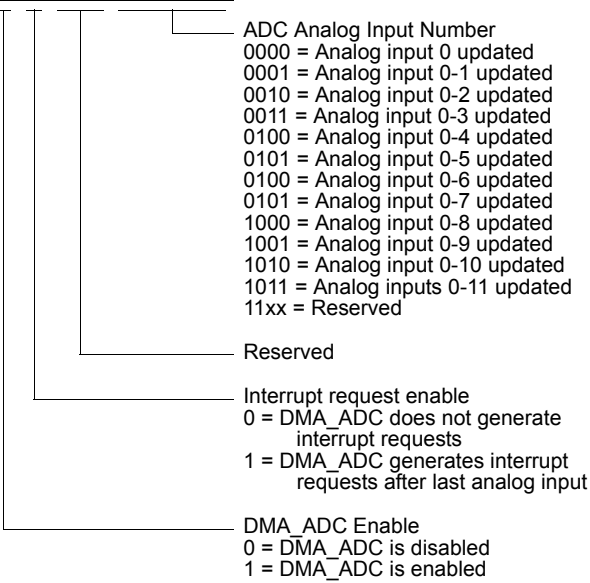 ADC Analog Input Number
0000 = Analog input 0 updated
0001 = Analog input 0-1 updated
0010 = Analog input 0-2 updated
0011 = Analog input 0-3 updated
0100 = Analog input 0-4 updated
0101 = Analog input 0-5 updated
0100 = Analog input 0-6 updated
0101 = Analog input 0-7 updated
1000 = Analog input 0-8 updated
1001 = Analog input 0-9 updated
1010 = Analog input 0-10 updated
1011 = Analog inputs 0-11 updated
11xx = Reserved
Reserved
Interrupt request enable
0 = DMA_ADC does not generate
interrupt requests
1 = DMA_ADC generates interrupt
requests after last analog input
DMA_ADC Enable
0 = DMA_ADC is disabled
1 = DMA_ADC is enabled